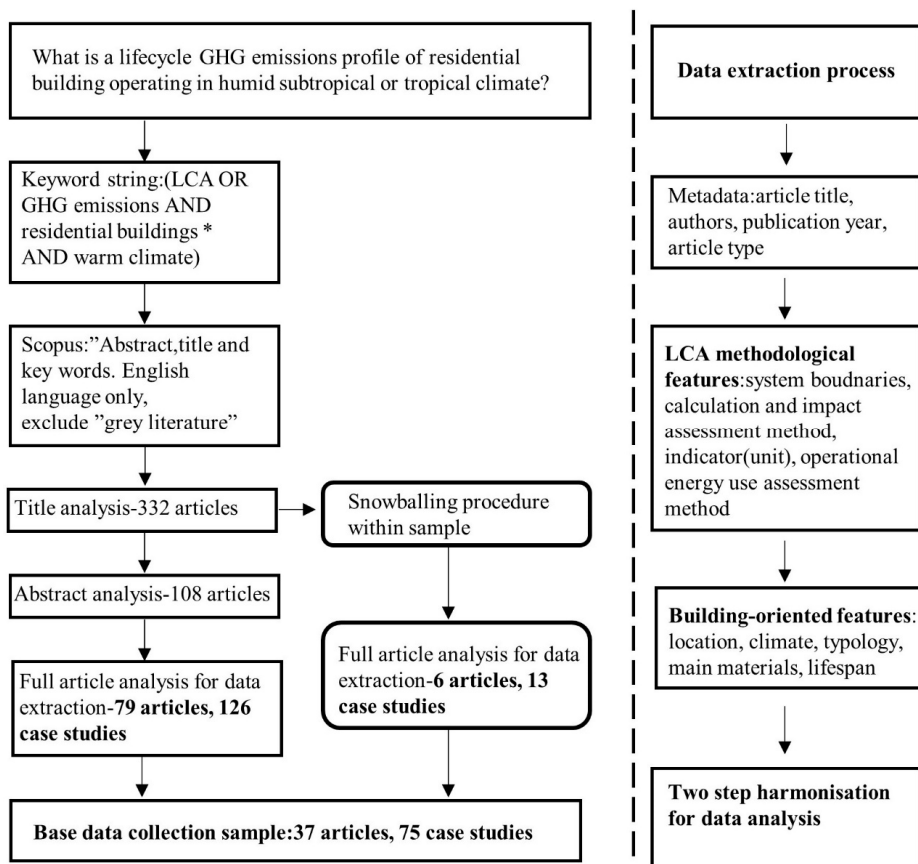 What is a lifecycle GHG emissions profile of residential
building operating in humid subtropical or tropical climate?
Keyword string:(LCA OR
GHG emissions AND
residential buildings *
AND warm climate)
Scopus:”Abstract,title and
key words. English
language only,
exclude ”grey literature”
Title analysis-332 articles
Snowballing procedure
within sample
Abstract analysis-108 articles
Full article analysis for data
extraction-79 articles, 126
case studies
Full article analysis for data
extraction-6 articles, 13
case studies
Base data collection sample:37 articles, 75 case studies
Data extraction process
Metadata:article title,
authors, publication year,
article type
LCA methodological
features:system boudnaries,
calculation and impact
assessment method,
indicator(unit), operational
energy use assessment
method
Building-oriented features:
location, climate, typology,
main materials, lifespan
Two step harmonisation
for data analysis